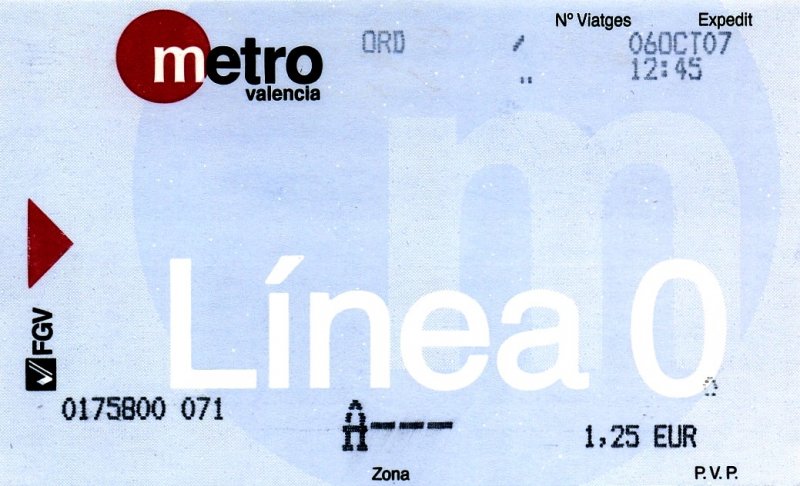 metro
valencia
ORD /
Nº Viatges
Expedit
06OCT07
12:45
Línea 0
FGV
0175800 071
A---
Zona
1,25 EUR
P.V.P.